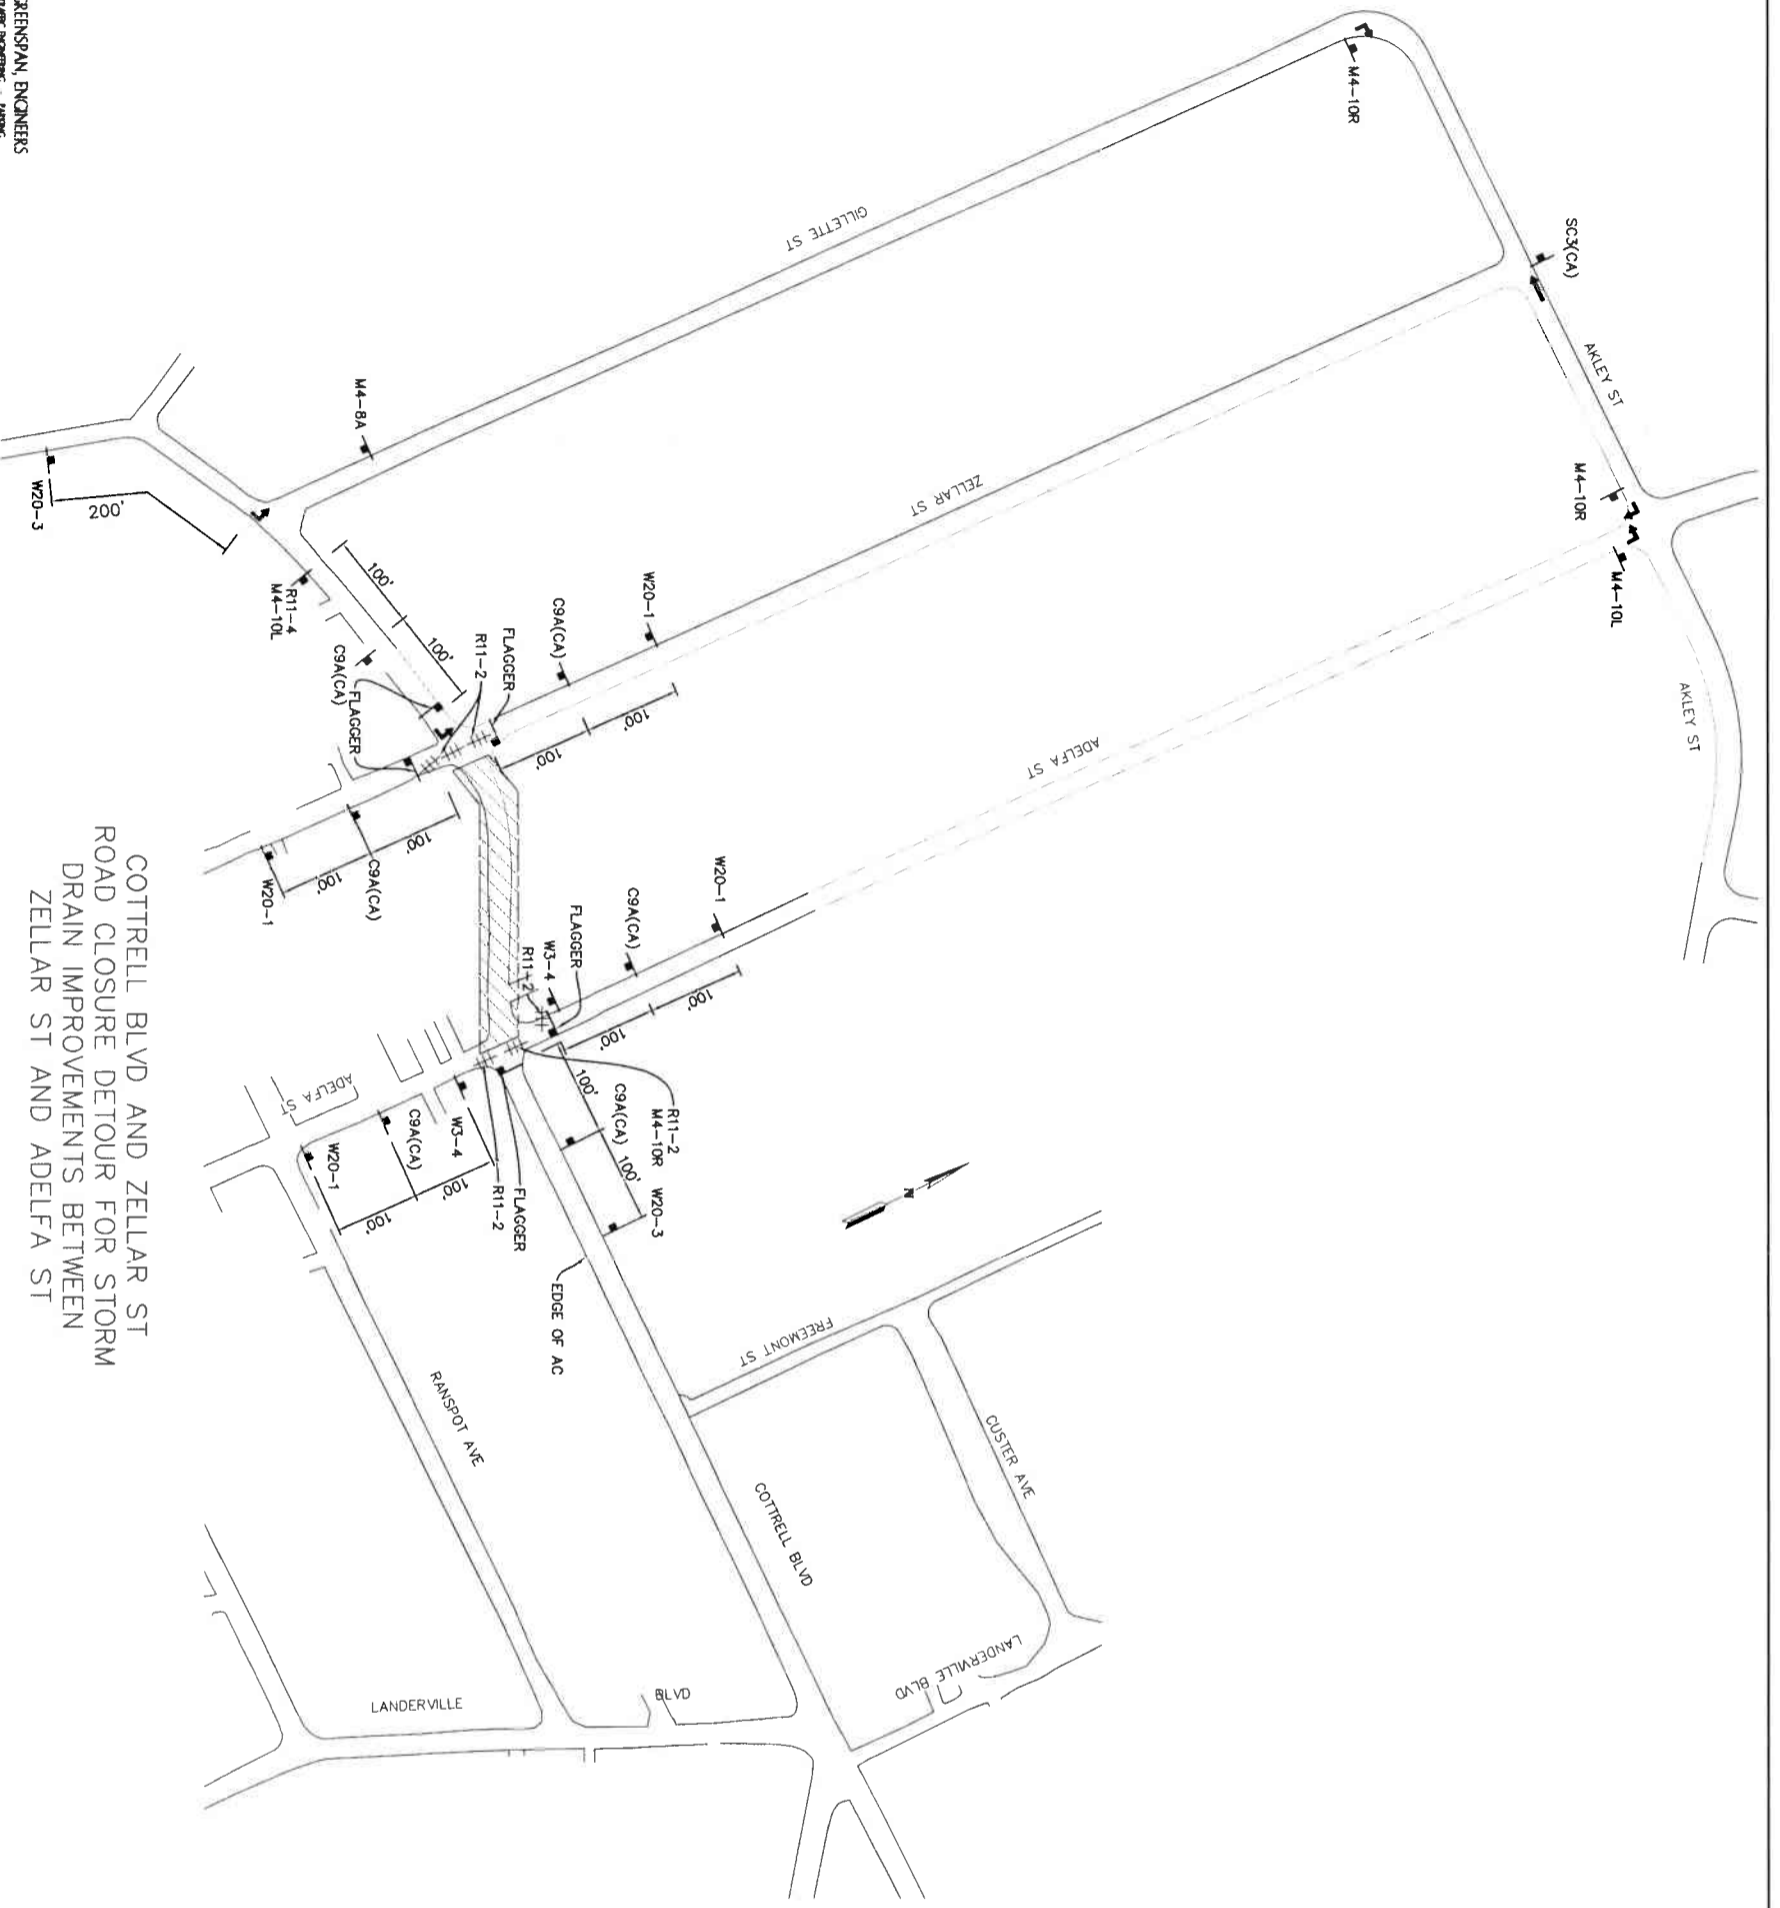 M4-10R
SC3(CA)
AKLEY ST
M4-10R
M4-10L
AKLEY ST
GILLETTE ST
ZELLAR ST
ADELFA ST
M4-8A
W20-3
200'
R11-4
M4-10L
100'
100'
C9A(CA)
FLAGGER
R11-2
FLAGGER
C9A(CA)
W20-1
100'
100'
100'
100'
C9A(CA)
W20-1
W20-1
C9A(CA)
FLAGGER
W3-4
R11-2
100'
100'
100'
C9A(CA)
100'
R11-2
M4-10R
W20-3
ADELFA ST
W3-4
C9A(CA)
W20-1
100'
100'
R11-2
FLAGGER
EDGE OF AC
N
FREEMONT ST
CUSTER AVE
RANSPOT AVE
COTTRELL BLVD
LANDERVILLE BLVD
LANDERVILLE BLVD
COTTRELL BLVD AND ZELLAR ST
ROAD CLOSURE DETOUR FOR STORM
DRAIN IMPROVEMENTS BETWEEN
ZELLAR ST AND ADELFA ST
GREENSPAN, ENGINEERS